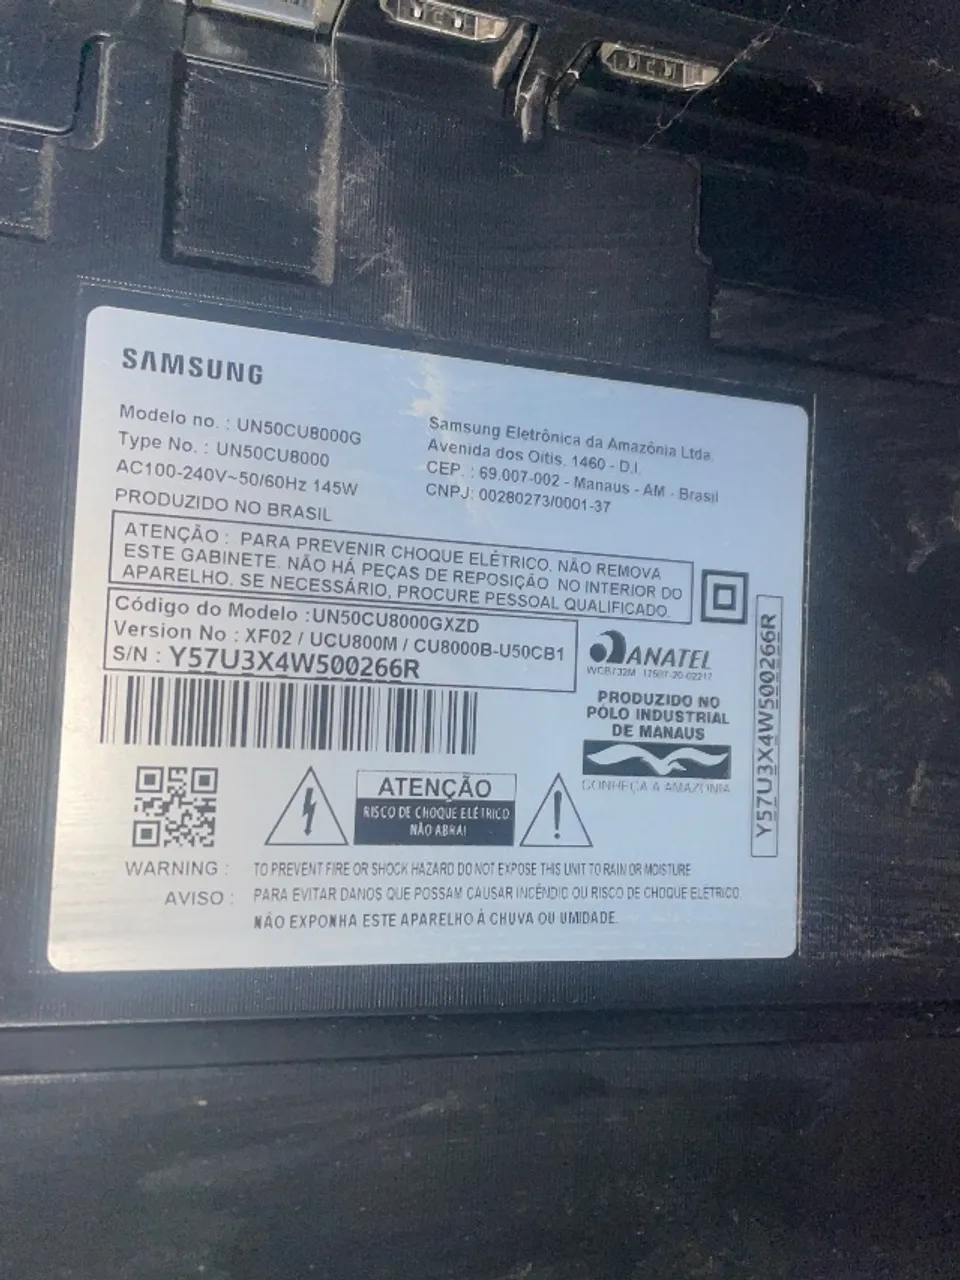 SAMSUNG
Modelo no. : UN50CU8000G
Type No. : UN50CU8000
AC100-240V~50/60Hz 145W
PRODUZIDO NO BRASIL
Samsung Eletrônica da Amazônia Ltda.
Avenida dos Oitis, 1460 - D.I.
CEP. : 69.007-002 - Manaus - AM - Brasil
CNPJ: 00280273/0001-37
ATENÇÃO : PARA PREVENIR CHOQUE ELÉTRICO, NÃO REMOVA
ESTE GABINETE. NÃO HÁ PEÇAS DE REPOSIÇÃO NO INTERIOR DO
APARELHO. SE NECESSÁRIO, PROCURE PESSOAL QUALIFICADO.
Código do Modelo :UN50CU8000GXZD
Version No : XF02 / UCU800M / CU8000B-U50CB1
S/N : Y57U3X4W500266R
ANATEL
WCB732M
PRODUZIDO NO
PÓLO INDUSTRIAL
DE MANAUS
CONHEÇA A AMAZÔNIA
Y57U3X4W500266R
ATENÇÃO
RISCO DE CHOQUE ELÉTRICO
NÃO ABRA!
WARNING : TO PREVENT FIRE OR SHOCK HAZARD DO NOT EXPOSE THIS UNIT TO RAIN OR MOISTURE
AVISO : PARA EVITAR DANOS QUE POSSAM CAUSAR INCÊNDIO OU RISCO DE CHOQUE ELÉTRICO,
NÃO EXPONHA ESTE APARELHO À CHUVA OU UMIDADE.